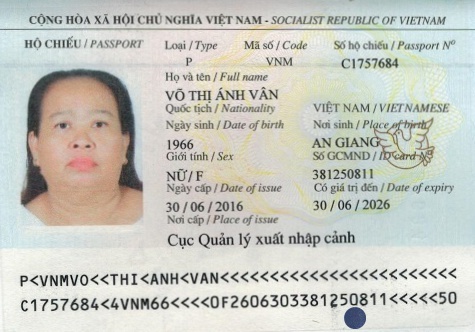 CỘNG HÒA XÃ HỘI CHỦ NGHĨA VIỆT NAM - SOCIALIST REPUBLIC OF VIETNAM
HỘ CHIẾU / PASSPORT Loại / Type Mã số / Code Số hộ chiếu / Passport Nº
P VNM C1757684
Họ và tên / Full name
VÕ THỊ ÁNH VÂN
Quốc tịch / Nationality VIỆT NAM / VIETNAMESE
Ngày sinh / Date of birth Nơi sinh / Place of birth
1966 AN GIANG
Giới tính / Sex Số GCMND / ID card Nº
NỮ / F 381250811
Ngày cấp / Date of issue Có giá trị đến / Date of expiry
30 / 06 / 2016 30 / 06 / 2026
Nơi cấp / Place of issue
Cục Quản lý xuất nhập cảnh
P<VNMVO<<THI<ANH<VAN<<<<<<<<<<<<<<<<<<<<<<<<
C1757684<4VNM66<<<<0F2606303381250811<<<<<50